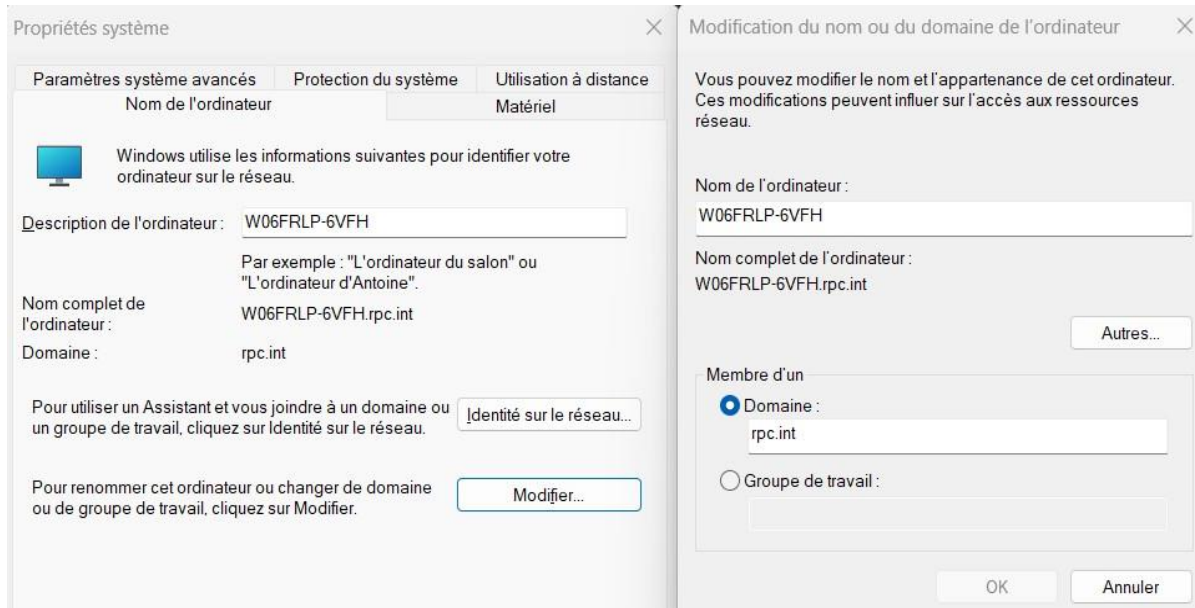 Propriétés système
Paramètres système avancés
Protection du système
Utilisation à distance
Nom de l'ordinateur
Matériel
Windows utilise les informations suivantes pour identifier votre
ordinateur sur le réseau.
Description de l'ordinateur :
W06FRLP-6VFH
Par exemple : "L'ordinateur du salon" ou
"L'ordinateur d'Antoine".
Nom complet de
l'ordinateur :
W06FRLP-6VFH.rpc.int
Domaine :
rpc.int
Pour utiliser un Assistant et vous joindre à un domaine ou
un groupe de travail, cliquez sur Identité sur le réseau.
Identité sur le réseau...
Pour renommer cet ordinateur ou changer de domaine
ou de groupe de travail, cliquez sur Modifier.
Modifier...
Modification du nom ou du domaine de l'ordinateur
Vous pouvez modifier le nom et l'appartenance de cet ordinateur.
Ces modifications peuvent influer sur l'accès aux ressources
réseau.
Nom de l'ordinateur :
W06FRLP-6VFH
Nom complet de l'ordinateur :
W06FRLP-6VFH.rpc.int
Autres...
Membre d'un
Domaine :
rpc.int
Groupe de travail :
OK
Annuler